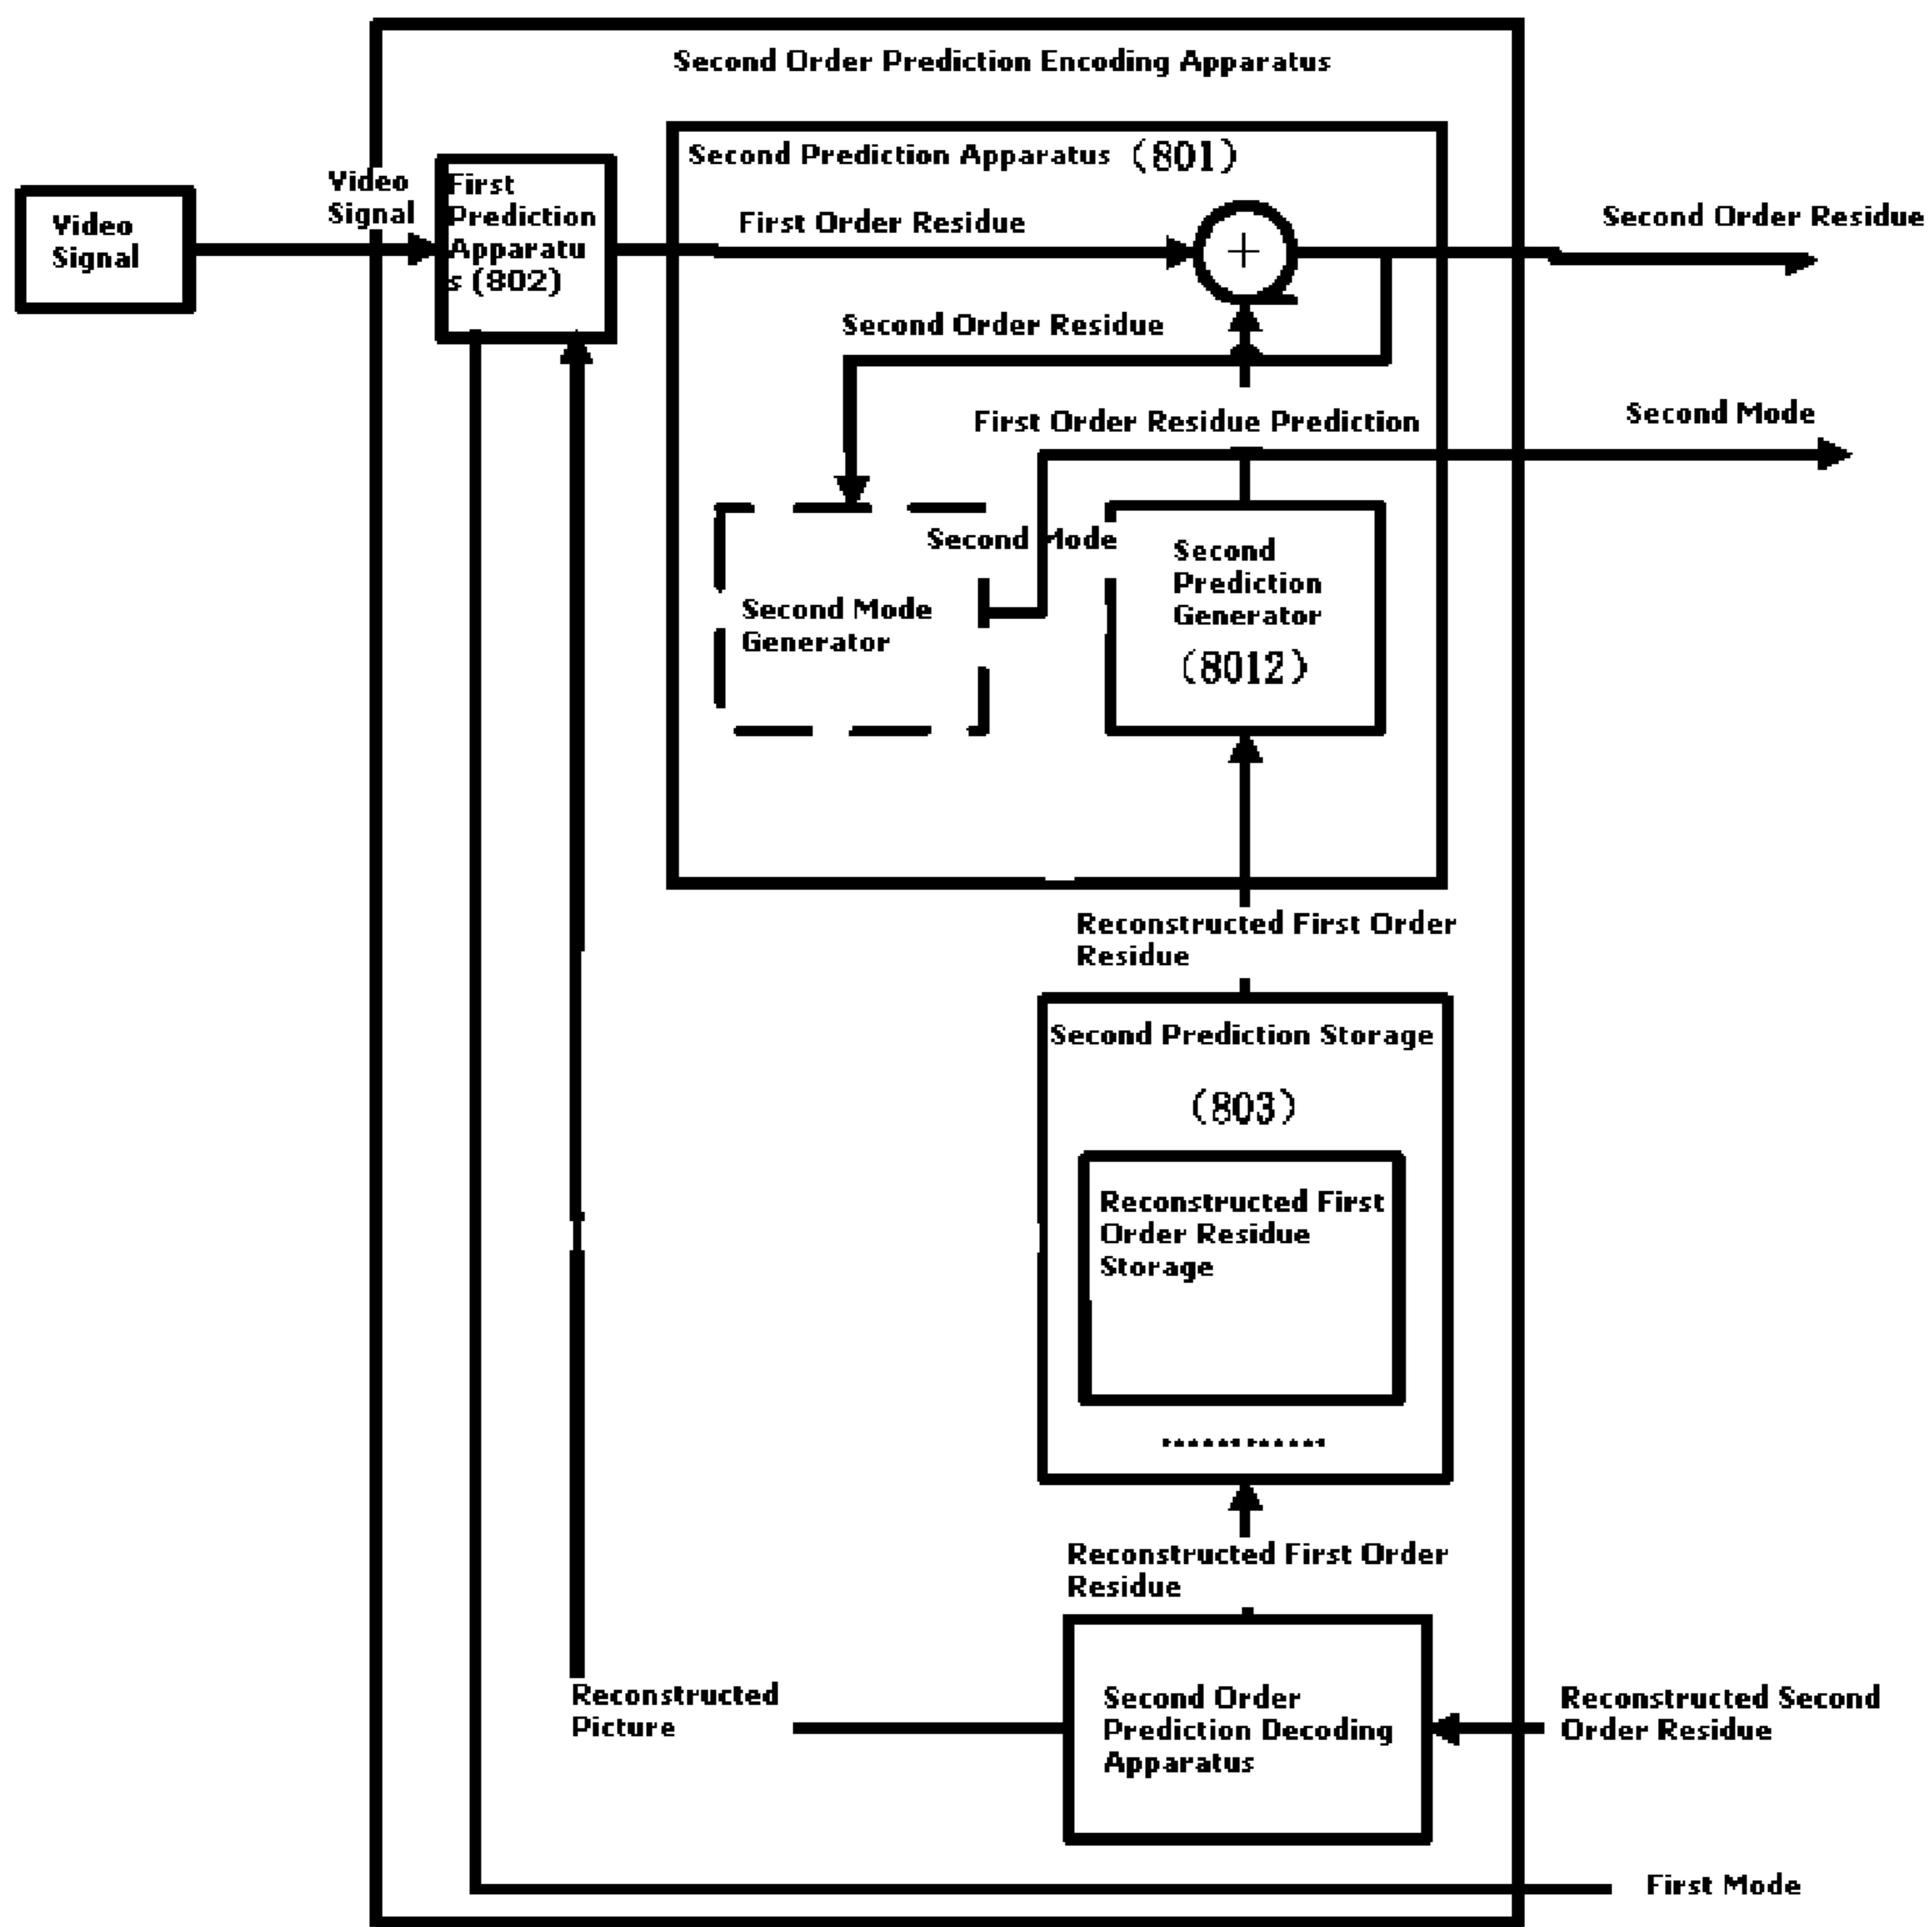 Second Order Prediction Encoding Apparatus
Second Prediction Apparatus (801)
Video
Signal
Video
Signal
First
Prediction
Apparatu
s (802)
First Order Residue
+
Second Order Residue
Second Order Residue
First Order Residue Prediction
Second Mode
Second Mode
Second Mode
Generator
Second
Prediction
Generator
(8012)
Reconstructed First Order
Residue
Second Prediction Storage
(803)
Reconstructed First
Order Residue
Storage
............
Reconstructed First Order
Residue
Reconstructed
Picture
Second Order
Prediction Decoding
Apparatus
Reconstructed Second
Order Residue
First Mode